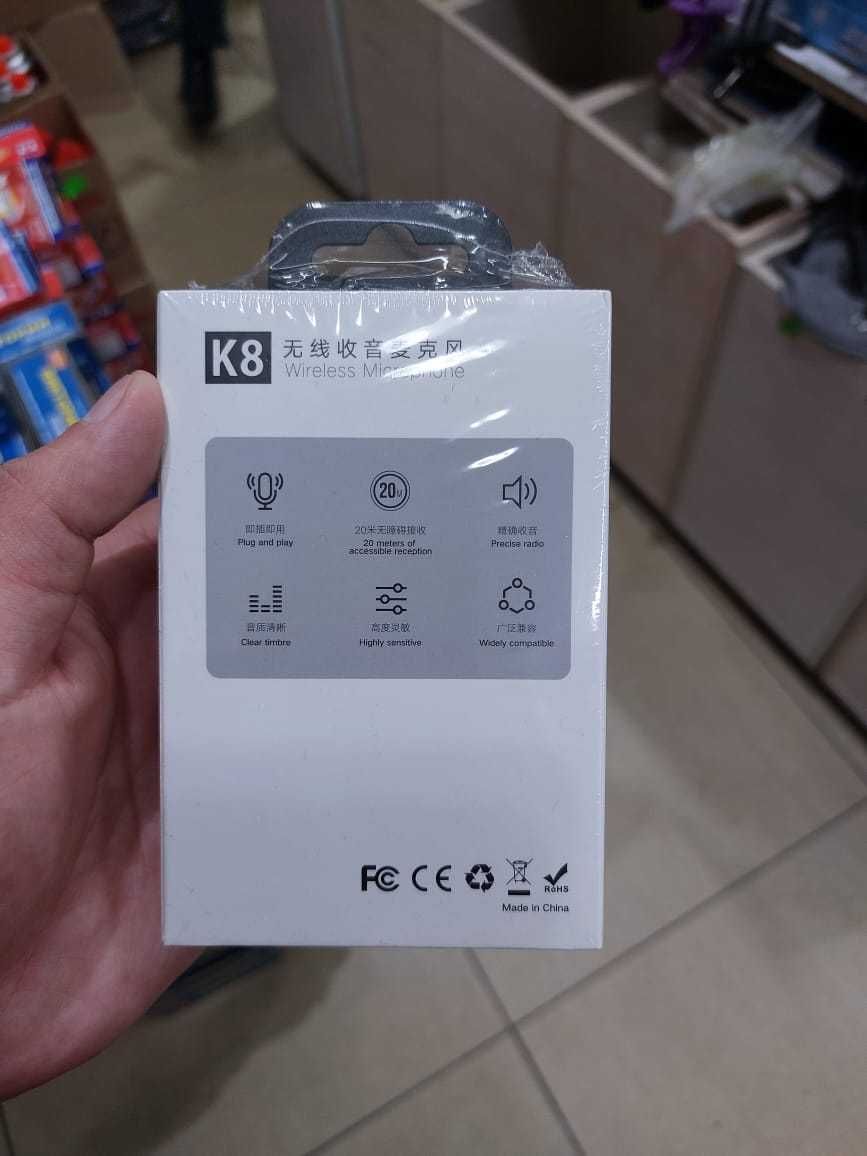 K8 无线收音麦克风
Wireless Microphone
20M
即插即用
Plug and play
20米无障碍接收
20 meters of
accessible reception
精确收音
Precise radio
音质清晰
Clear timbre
高度灵敏
Highly sensitive
广泛兼容
Widely compatible
FC CE RoHS
Made in China